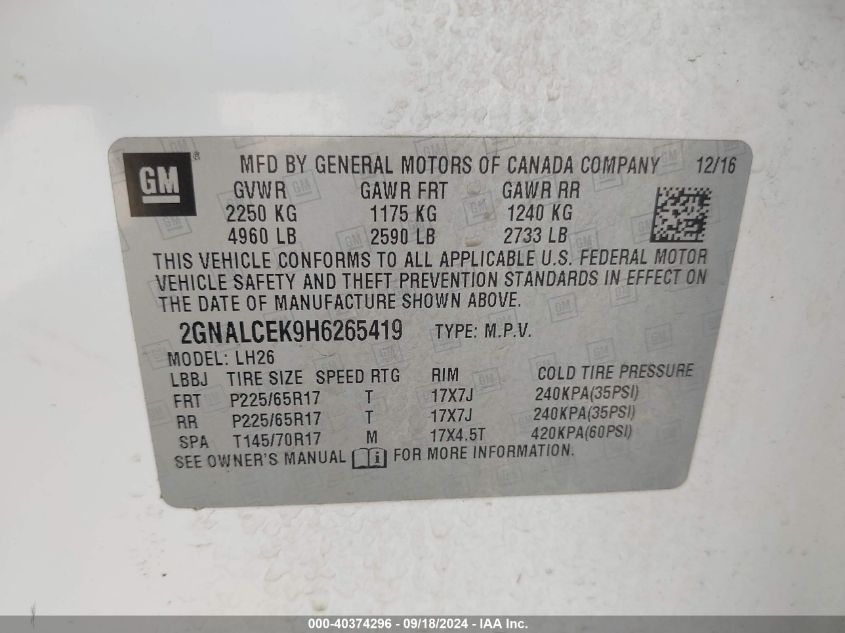 GM ® MFD BY GENERAL MOTORS OF CANADA COMPANY 12/16
GVWR GAWR FRT GAWR RR
2250 KG 1175 KG 1240 KG
4960 LB 2590 LB 2733 LB
THIS VEHICLE CONFORMS TO ALL APPLICABLE U.S. FEDERAL MOTOR
VEHICLE SAFETY AND THEFT PREVENTION STANDARDS IN EFFECT ON
THE DATE OF MANUFACTURE SHOWN ABOVE.
2GNALCEK9H6265419 TYPE: M.P.V.
MODEL: LH26
LBBJ TIRE SIZE SPEED RTG RIM COLD TIRE PRESSURE
FRT P225/65R17 T 17X7J 240KPA(35PSI)
RR P225/65R17 T 17X7J 240KPA(35PSI)
SPA T145/70R17 M 17X4.5T 420KPA(60PSI)
SEE OWNER'S MANUAL FOR MORE INFORMATION.
000-40374296 - 09/18/2024 - IAA Inc.